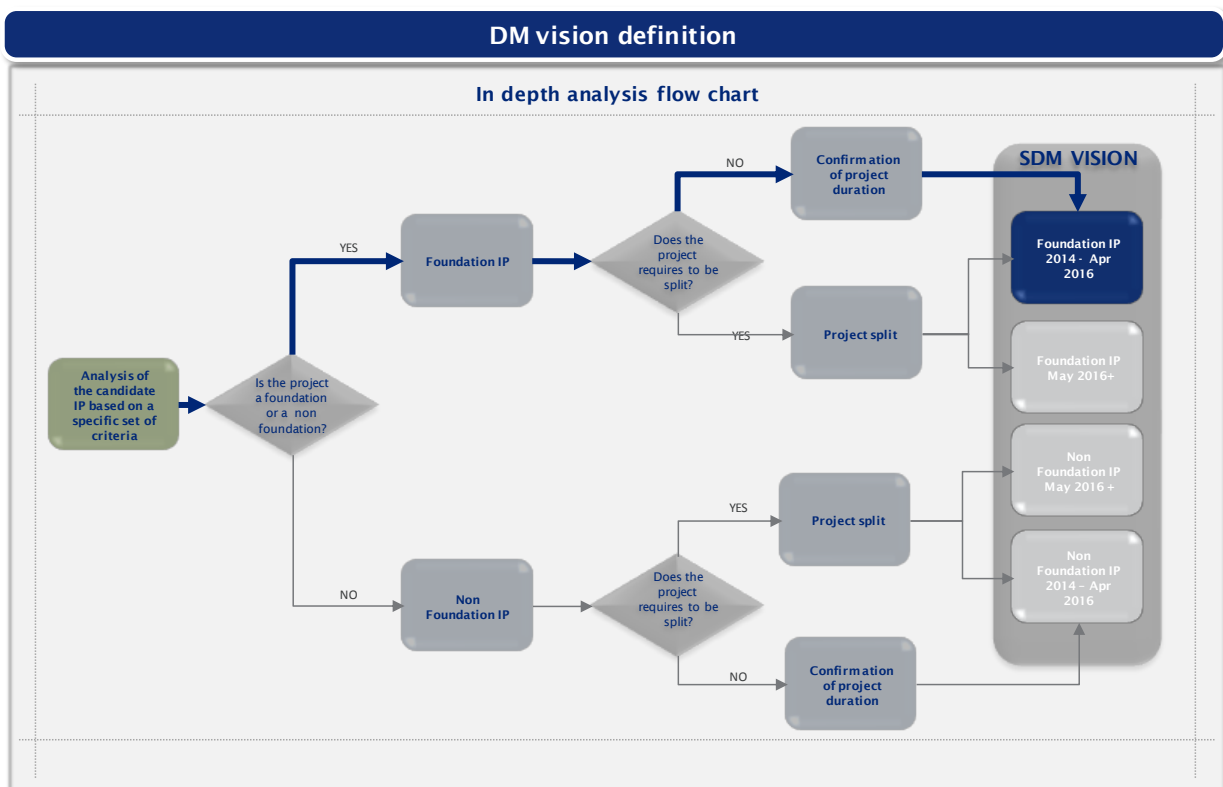 DM vision definition
In depth analysis flow chart
SDM VISION
NO
Confirmation
of project
duration
Foundation IP
2014 - Apr
2016
YES
Foundation IP
Does the
project
requires to be
split?
YES
Project split
Foundation IP
May 2016+
Analysis of
the candidate
IP based on a
specific set of
criteria
Is the project
a foundation
or a non
foundation?
Non
Foundation IP
May 2016 +
YES
Project split
Non
Foundation IP
2014 – Apr
2016
NO
Non
Foundation IP
Does the
project
requires to be
split?
NO
Confirmation
of project
duration